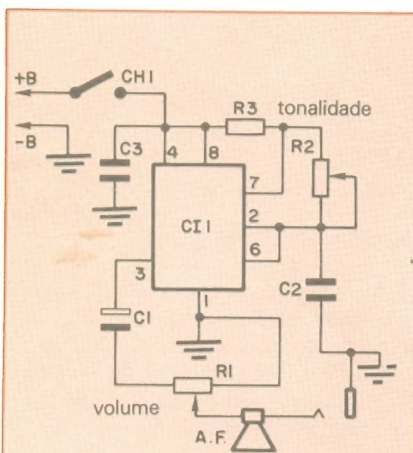 CH1
+B
-B
R3
tonalidade
R2
C3
4
8
7
2
6
CI1
3
1
C2
C1
R1
volume
A.F.